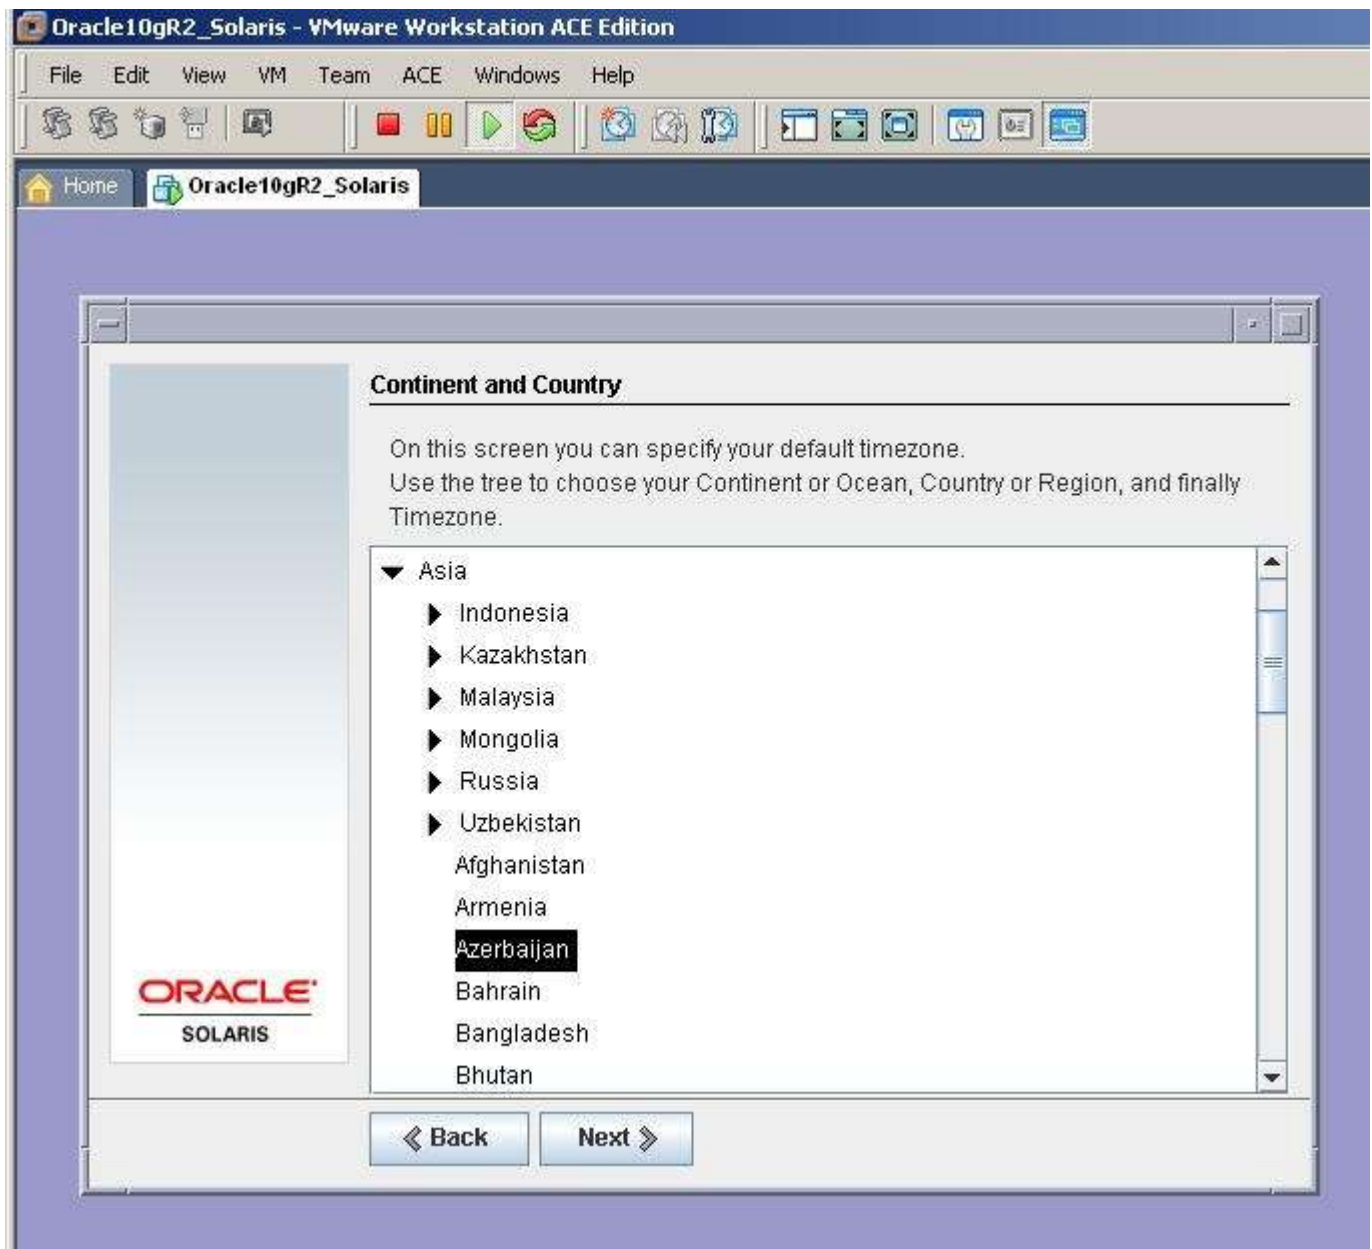 Oracle10gR2_Solaris - VMware Workstation ACE Edition
File Edit View VM Team ACE Windows Help
Home Oracle10gR2_Solaris
Continent and Country
On this screen you can specify your default timezone.
Use the tree to choose your Continent or Ocean, Country or Region, and finally
Timezone.
Asia
Indonesia
Kazakhstan
Malaysia
Mongolia
Russia
Uzbekistan
Afghanistan
Armenia
Azerbaijan
Bahrain
Bangladesh
Bhutan
ORACLE
SOLARIS
Back Next